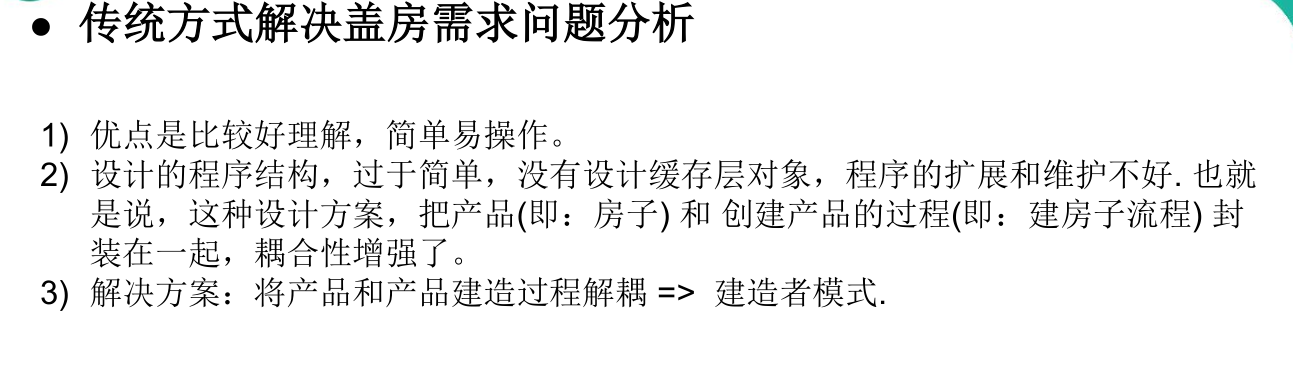 ● 传统方式解决盖房需求问题分析
1) 优点是比较好理解，简单易操作。
2) 设计的程序结构，过于简单，没有设计缓存层对象，程序的扩展和维护不好. 也就
是说，这种设计方案，把产品(即：房子) 和 创建产品的过程(即：建房子流程) 封
装在一起，耦合性增强了。
3) 解决方案：将产品和产品建造过程解耦 => 建造者模式.